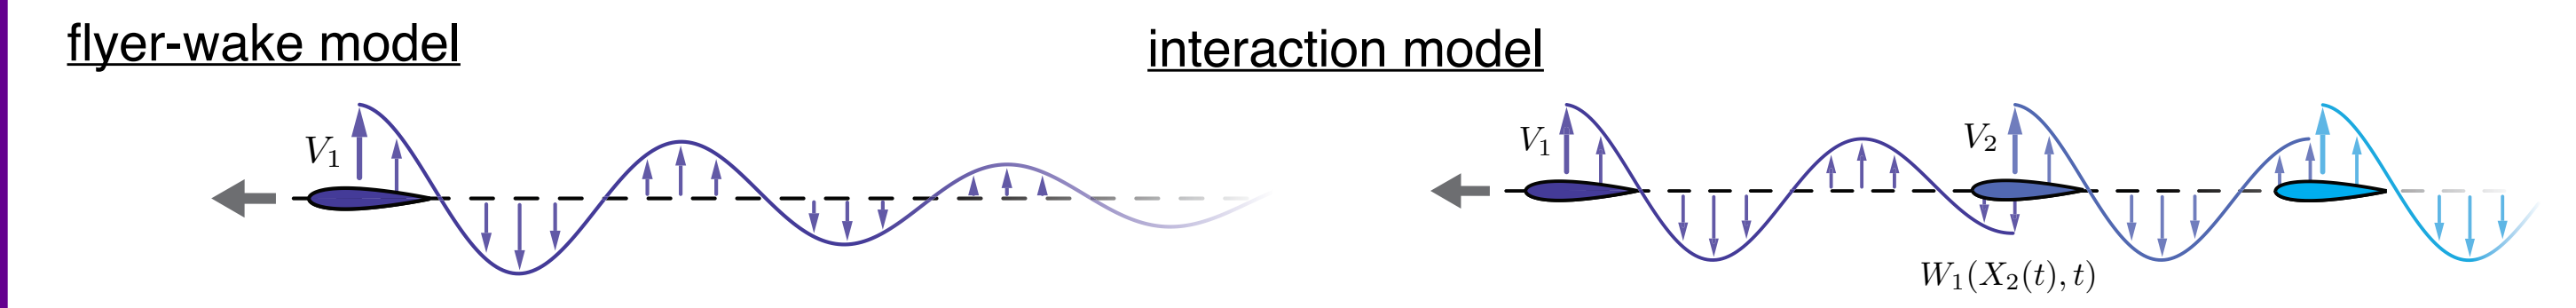 flyer-wake model
V₁
interaction model
V₁
V₂
W₁(X₂(t), t)